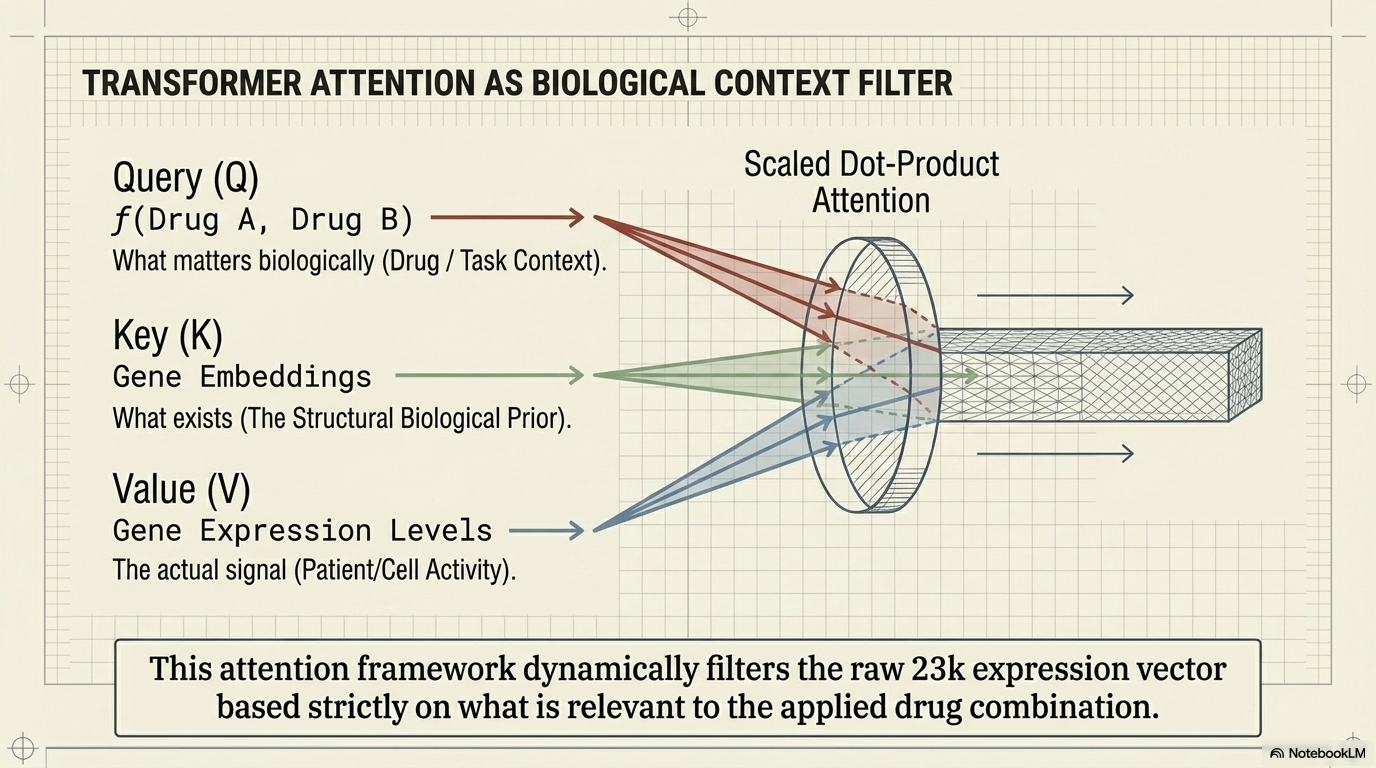 TRANSFORMER ATTENTION AS BIOLOGICAL CONTEXT FILTER
Query (Q)
f(Drug A, Drug B)
What matters biologically (Drug / Task Context).
Key (K)
Gene Embeddings
What exists (The Structural Biological Prior).
Value (V)
Gene Expression Levels
The actual signal (Patient/Cell Activity).
Scaled Dot-Product
Attention
This attention framework dynamically filters the raw 23k expression vector
based strictly on what is relevant to the applied drug combination.
NotebookLM